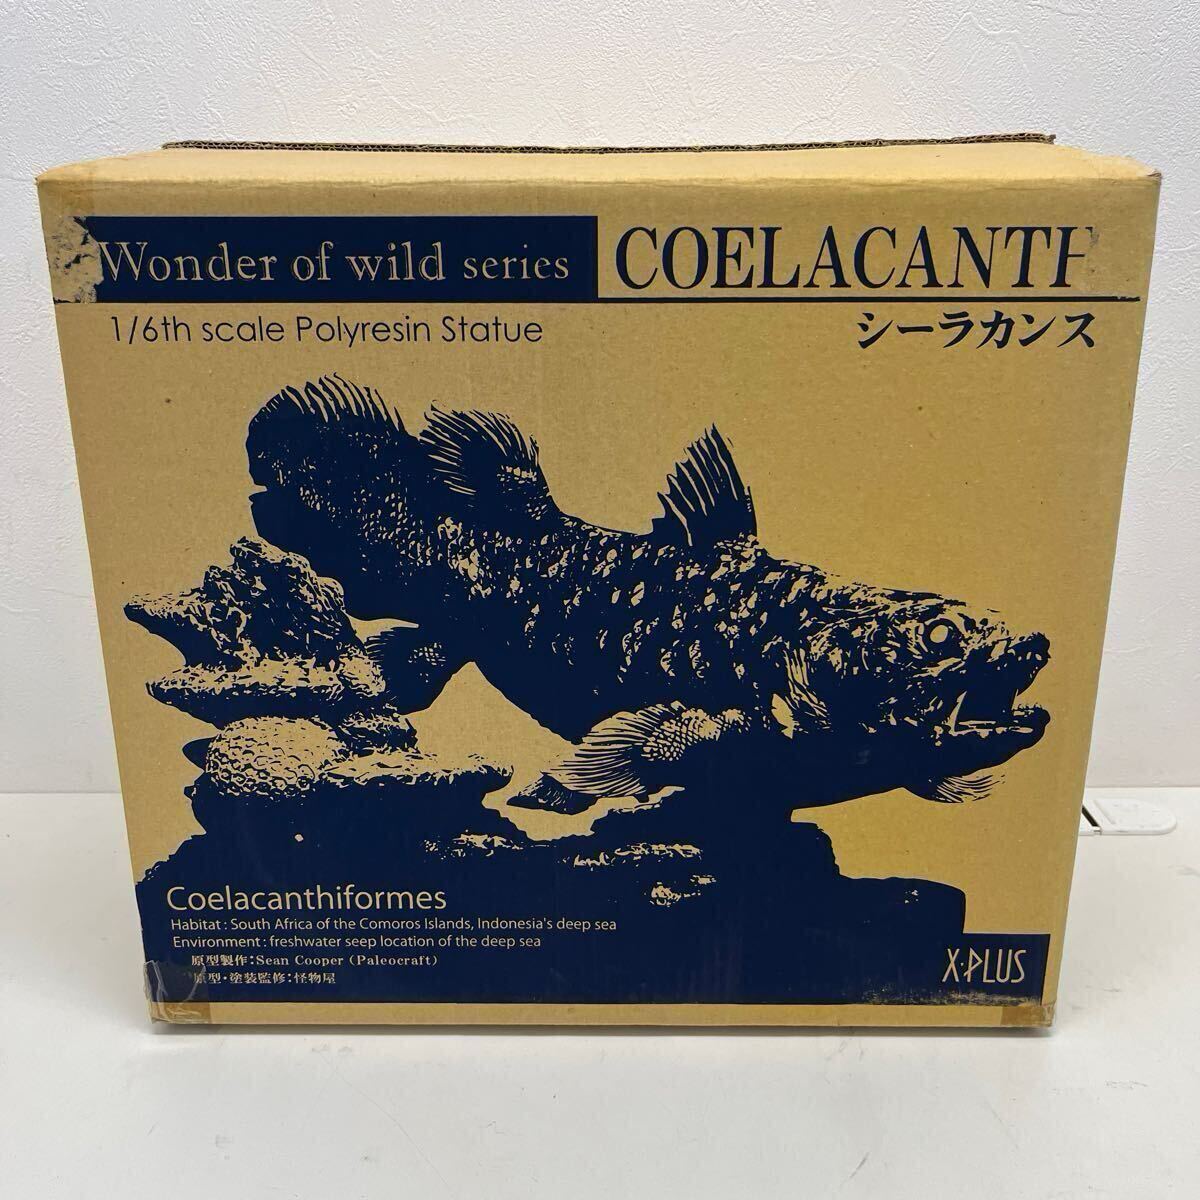 Wonder of wild series
COELACANTH
1/6th scale Polyresin Statue
シーラカンス
Coelacanthiformes
Habitat : South Africa of the Comoros Islands, Indonesia's deep sea
Environment : freshwater seep location of the deep sea
原型製作：Sean Cooper (Paleocraft)
原型・塗装監修：怪物屋
X·PLUS